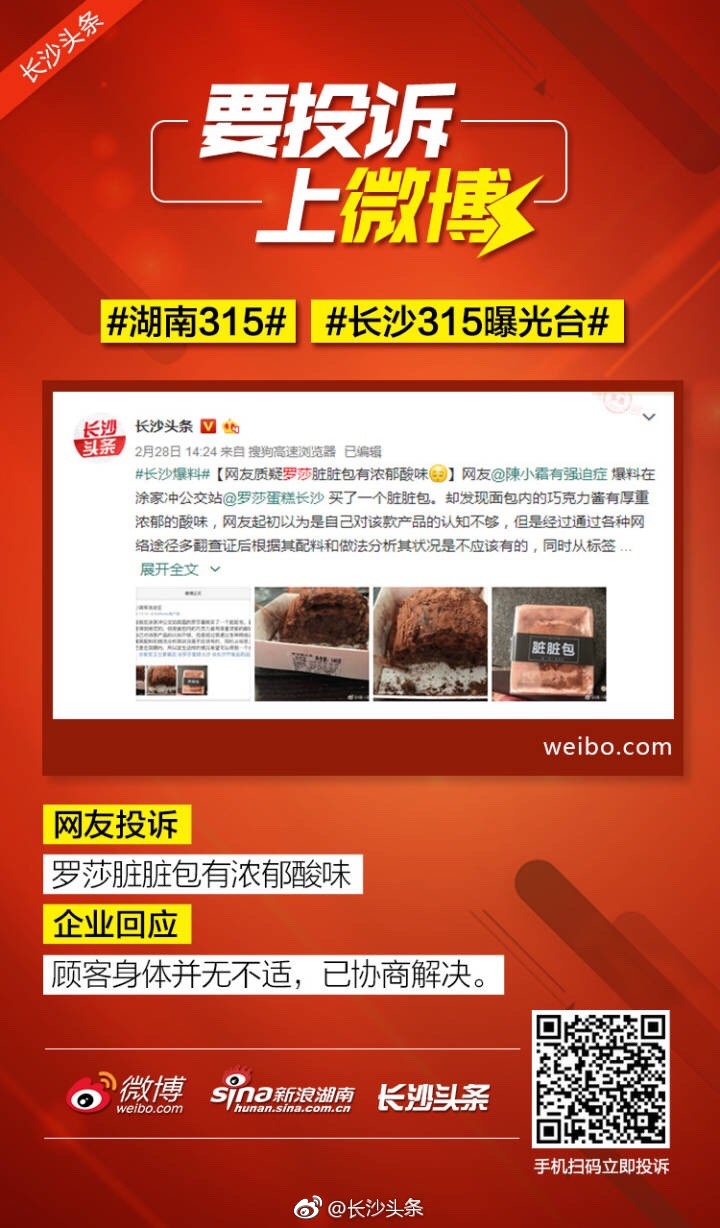 长沙头条
要投诉
上微博
#湖南315# #长沙315曝光台#
长沙头条
长沙头条
2月28日 14:24 来自 搜狗高速浏览器 已编辑
#长沙爆料#【网友质疑罗莎脏脏包有浓郁酸味】网友@陳小霜有强迫症 爆料在
涂家冲公交站@罗莎蛋糕长沙 买了一个脏脏包。却发现面包内的巧克力酱有厚重
浓郁的酸味，网友起初以为是自己对该款产品的认知不够，但是经过通过各种网
络途径多翻查证后根据其配料和做法分析其状况是不应该有的，同时从标签 ...
展开全文
脏脏包
weibo.com
网友投诉
罗莎脏脏包有浓郁酸味
企业回应
顾客身体并无不适，已协商解决。
微博
weibo.com
sina新浪湖南
hunan.sina.com.cn
长沙头条
手机扫码立即投诉
@长沙头条